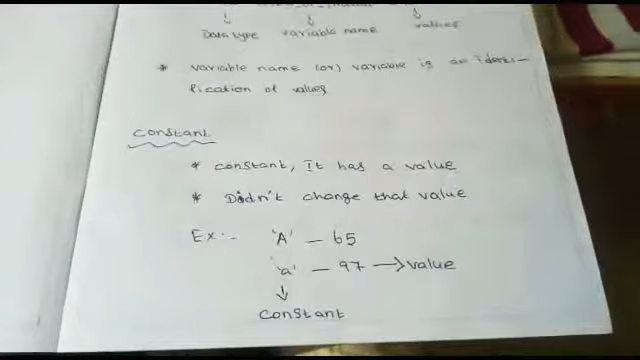 Data type variable name values
* variable name (or) variable is an identi-
fication of values
constant
* constant, It has a value
* Didn't change that value
Ex:- 'A' - 65
'a' - 97 → value
constant